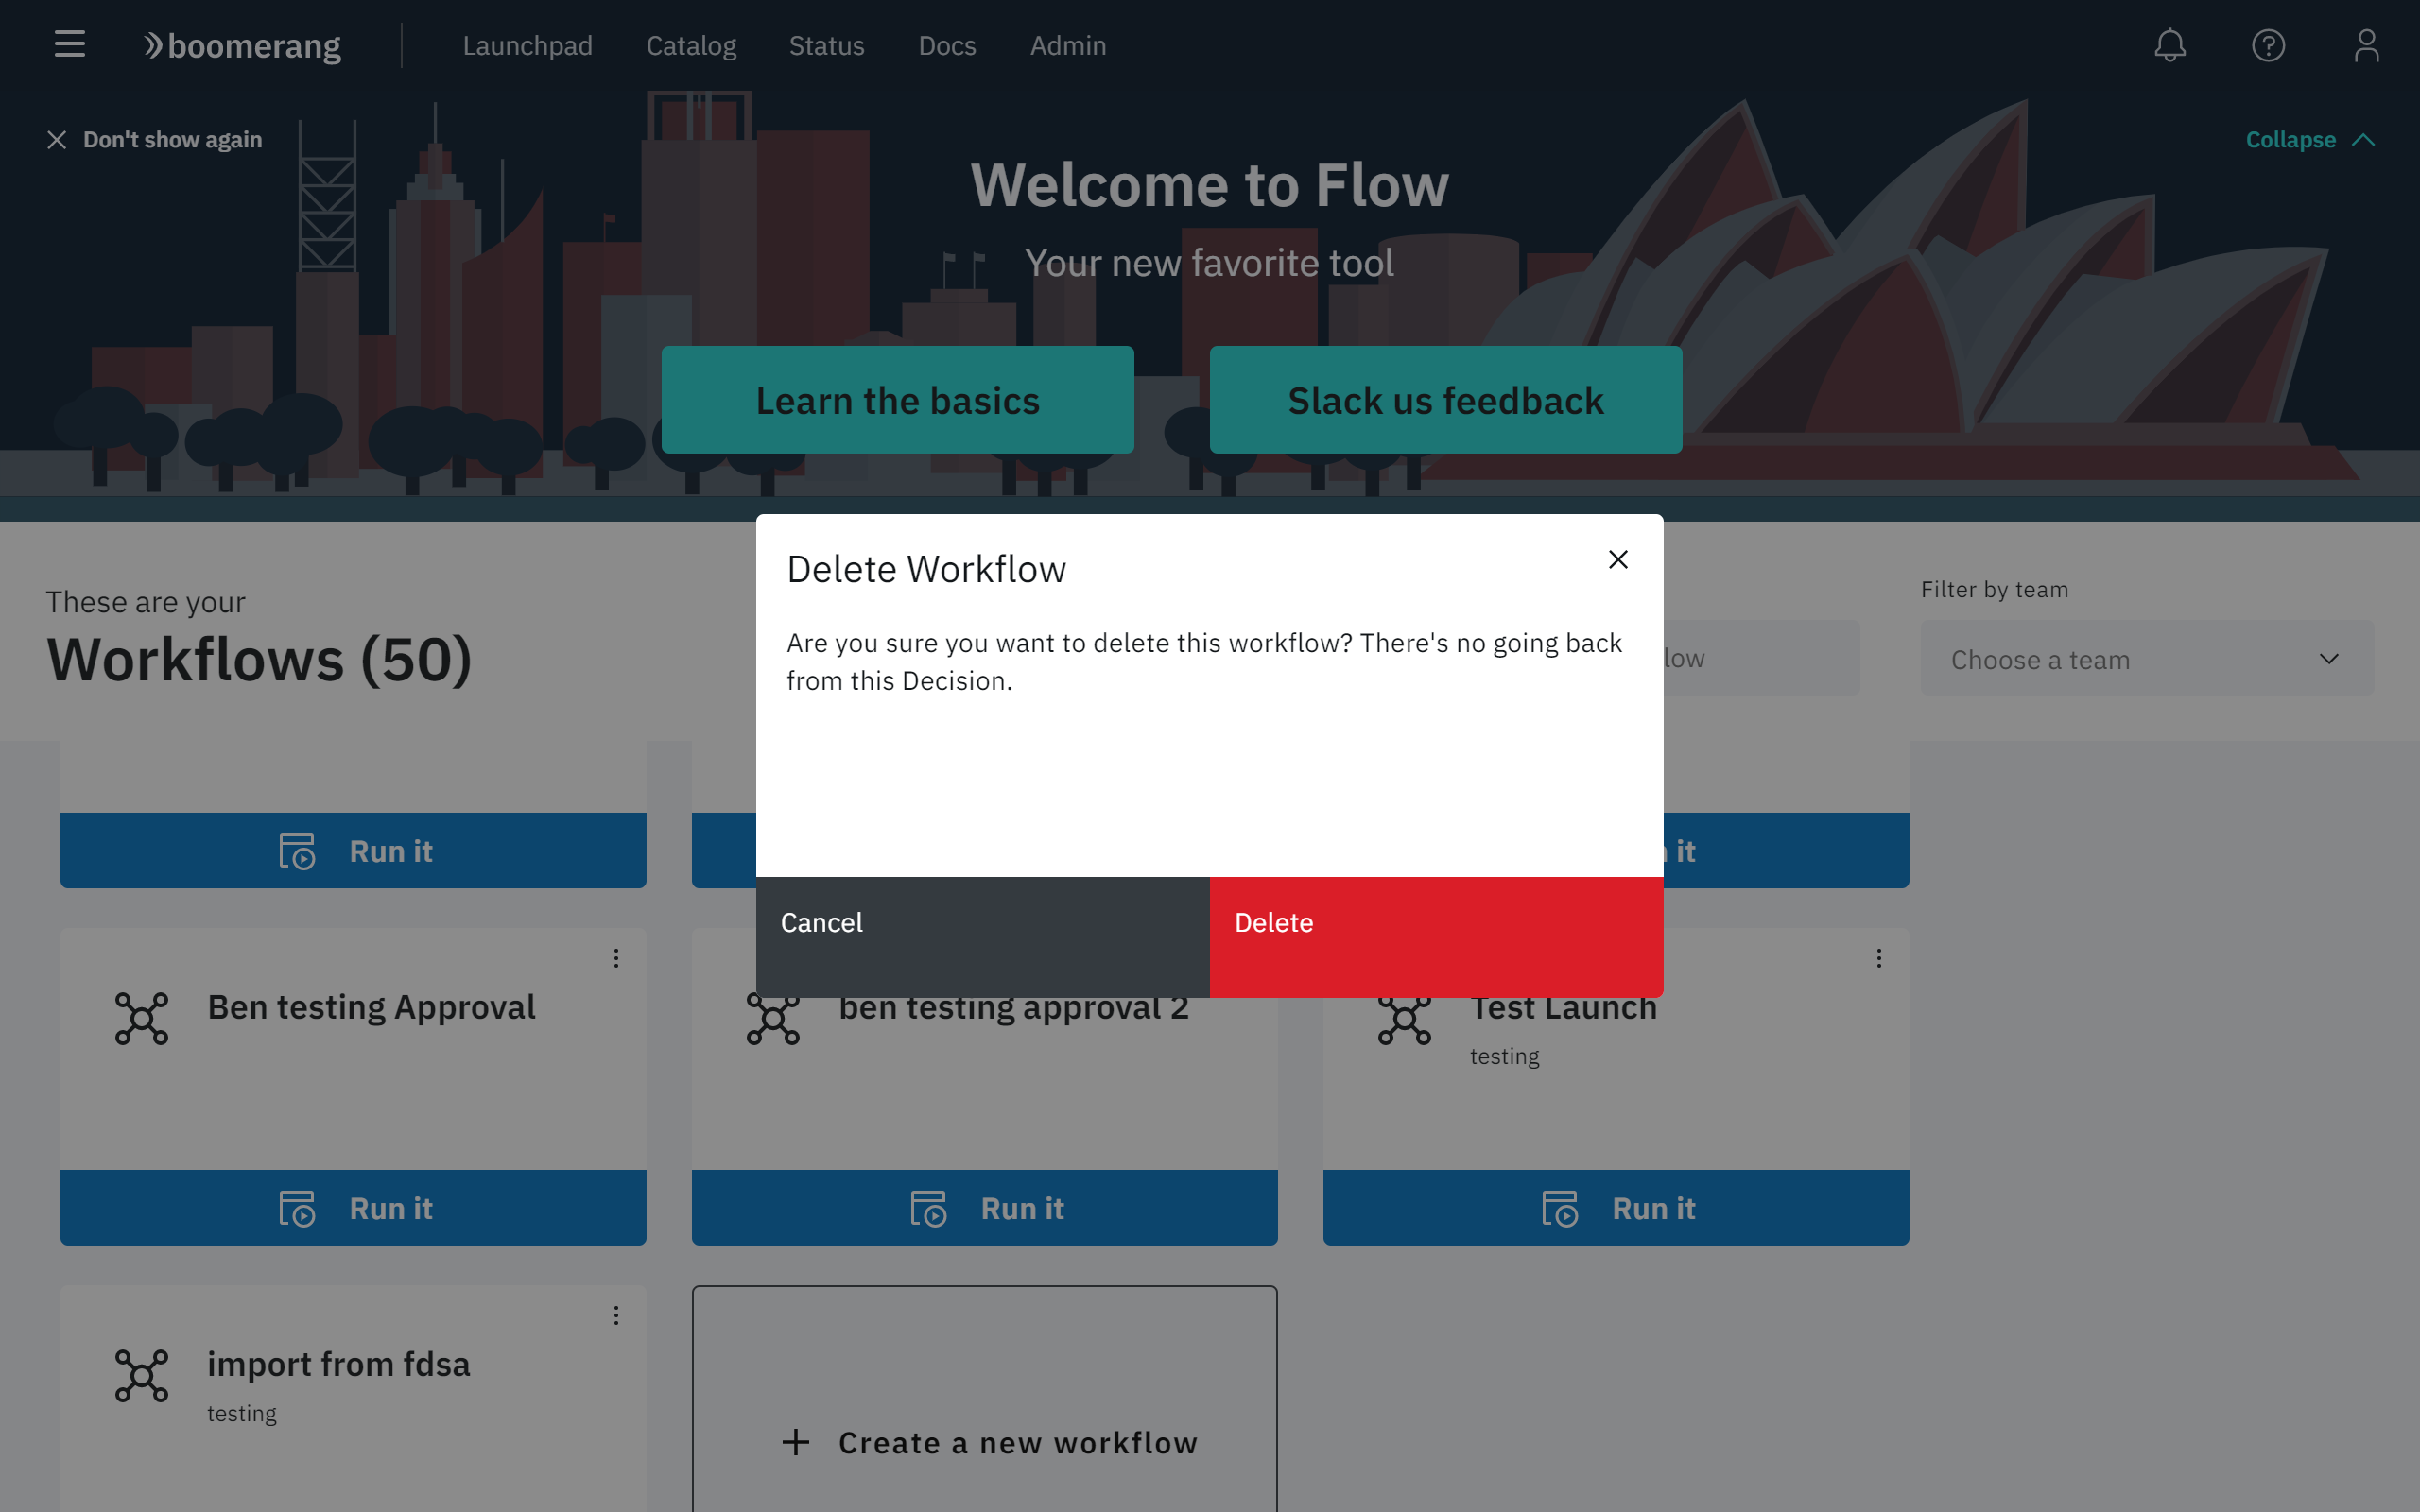 boomerang
Launchpad
Catalog
Status
Docs
Admin
Don't show again
Collapse
Welcome to Flow
Your new favorite tool
Learn the basics
Slack us feedback
Delete Workflow
Are you sure you want to delete this workflow? There's no going back
from this Decision.
Cancel
Delete
These are your
Workflows (50)
Filter by team
Choose a team
Run it
it
Ben testing Approval
ben testing approval 2
Test Launch
testing
Run it
Run it
Run it
import from fdsa
testing
Create a new workflow